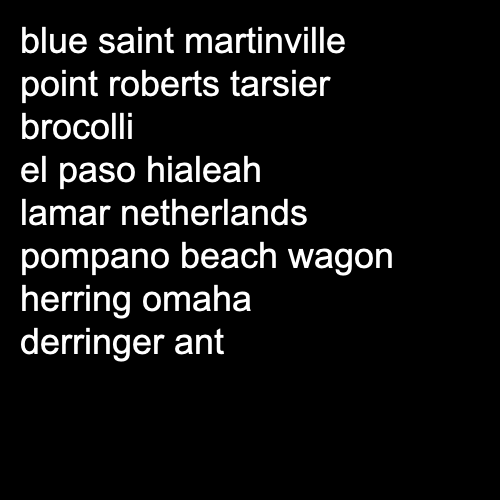 blue saint martinville
point roberts tarsier
brocolli
el paso hialeah
lamar netherlands
pompano beach wagon
herring omaha
derringer ant